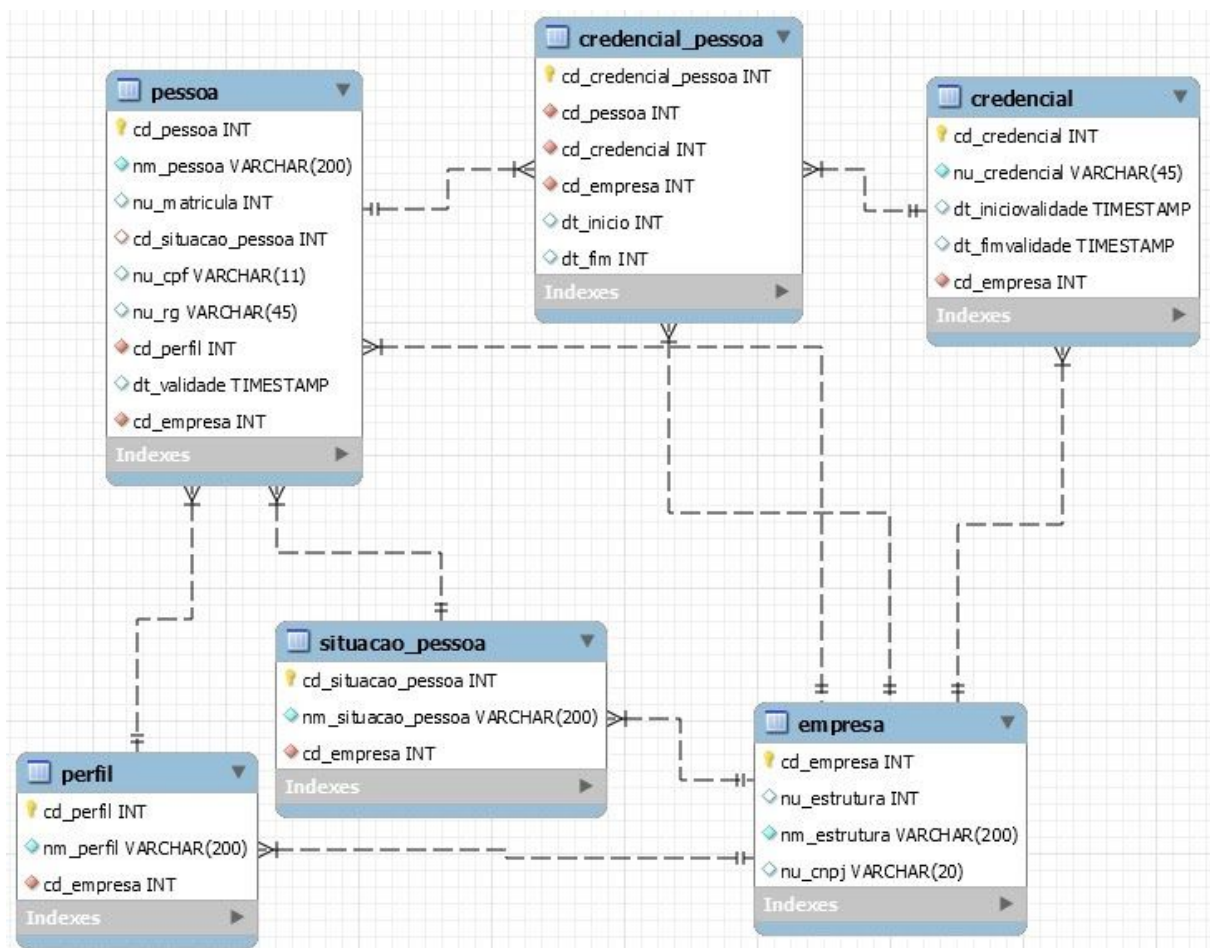 pessoa
cd_pessoa INT
nm_pessoa VARCHAR(200)
nu_matricula INT
cd_situacao_pessoa INT
nu_cpf VARCHAR(11)
nu_rg VARCHAR(45)
cd_perfil INT
dt_validade TIMESTAMP
cd_empresa INT
Indexes
credencial_pessoa
cd_credencial_pessoa INT
cd_pessoa INT
cd_credencial INT
cd_empresa INT
dt_inicio INT
dt_fim INT
Indexes
credencial
cd_credencial INT
nu_credencial VARCHAR(45)
dt_iniciovalidade TIMESTAMP
dt_fimvalidade TIMESTAMP
cd_empresa INT
Indexes
situacao_pessoa
cd_situacao_pessoa INT
nm_situacao_pessoa VARCHAR(200)
cd_empresa INT
Indexes
perfil
cd_perfil INT
nm_perfil VARCHAR(200)
cd_empresa INT
Indexes
empresa
cd_empresa INT
nu_estrutura INT
nm_estrutura VARCHAR(200)
nu_cnpj VARCHAR(20)
Indexes